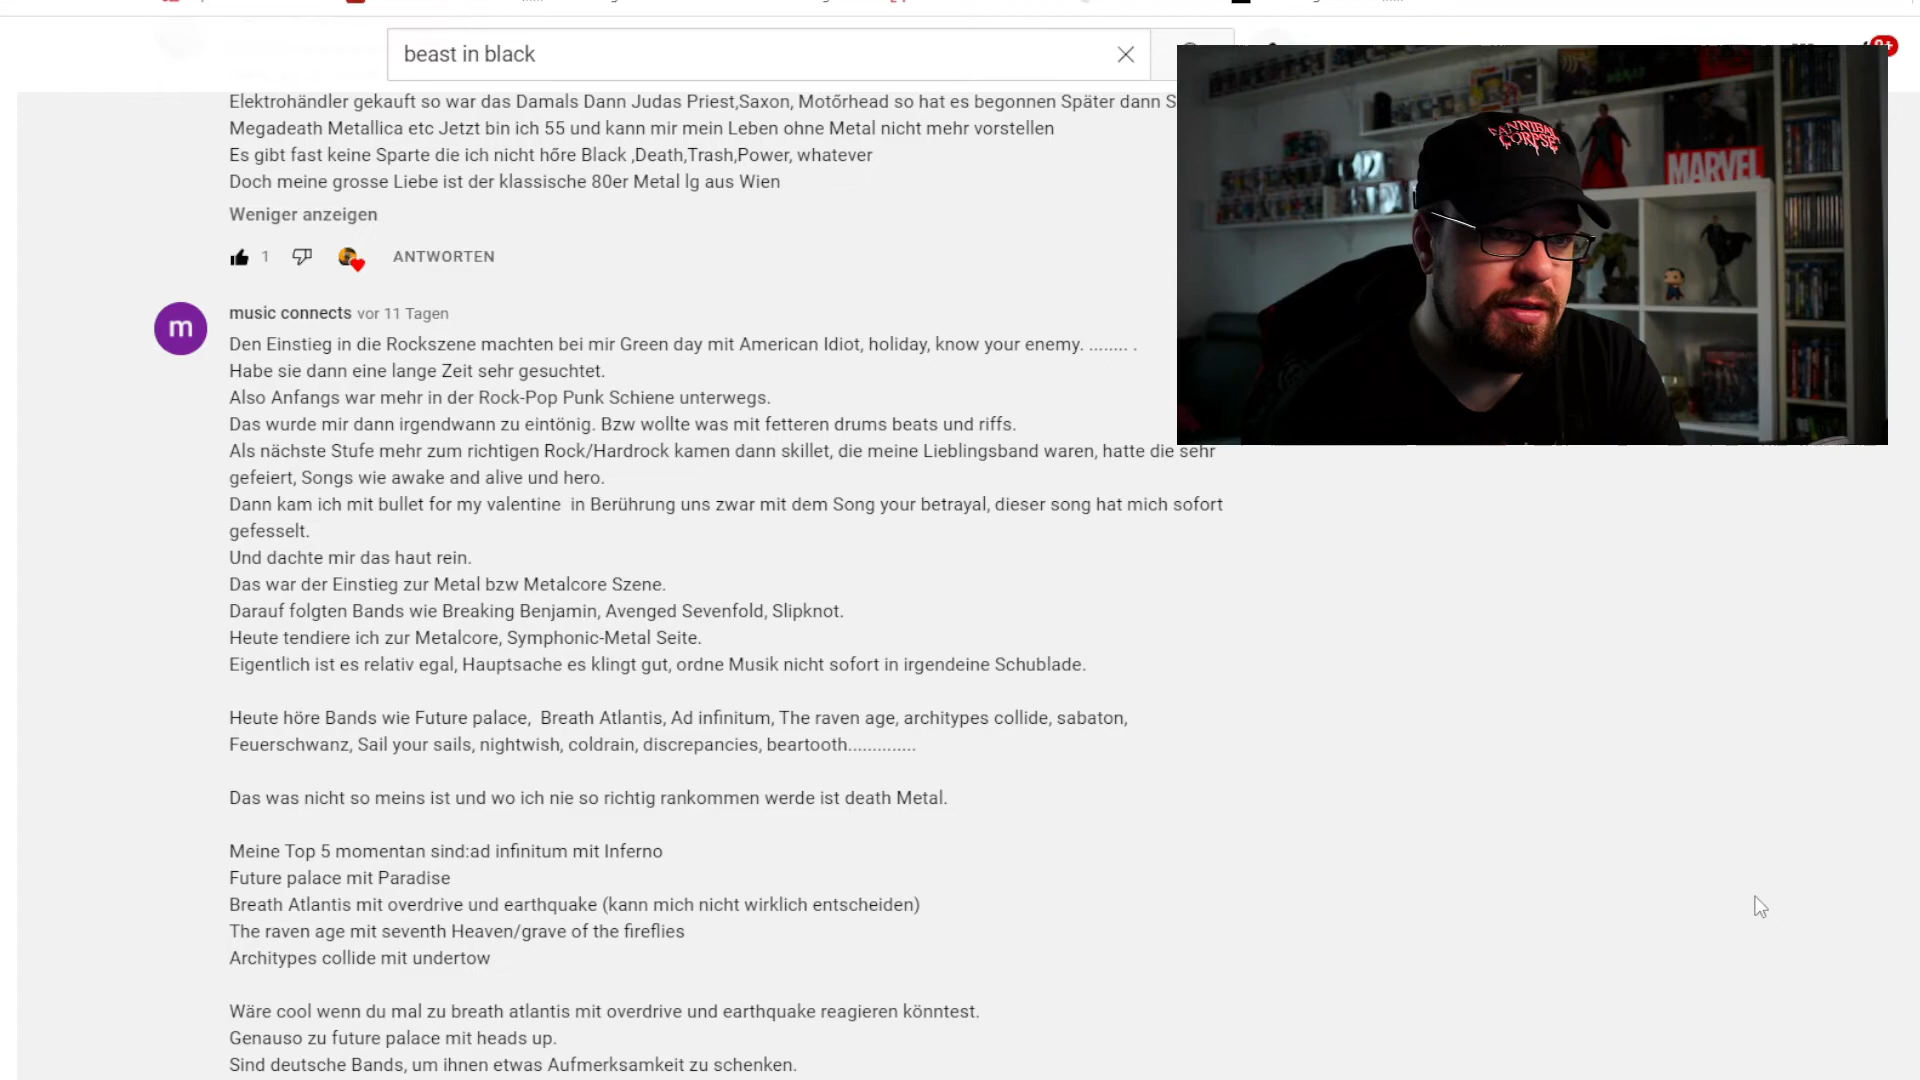 beast in black
9+
Elektrohändler gekauft so war das Damals Dann Judas Priest,Saxon, Motőrhead so hat es begonnen Später dann S
Megadeath Metallica etc Jetzt bin ich 55 und kann mir mein Leben ohne Metal nicht mehr vorstellen
Es gibt fast keine Sparte die ich nicht hőre Black ,Death,Trash,Power, whatever
Doch meine grosse Liebe ist der klassische 80er Metal lg aus Wien
Weniger anzeigen
1 ANTWORTEN
CANNIBAL
CORPSE
MARVEL
m
music connects vor 11 Tagen
Den Einstieg in die Rockszene machten bei mir Green day mit American Idiot, holiday, know your enemy. ........ .
Habe sie dann eine lange Zeit sehr gesuchtet.
Also Anfangs war mehr in der Rock-Pop Punk Schiene unterwegs.
Das wurde mir dann irgendwann zu eintönig. Bzw wollte was mit fetteren drums beats und riffs.
Als nächste Stufe mehr zum richtigen Rock/Hardrock kamen dann skillet, die meine Lieblingsband waren, hatte die sehr
gefeiert, Songs wie awake and alive und hero.
Dann kam ich mit bullet for my valentine  in Berührung uns zwar mit dem Song your betrayal, dieser song hat mich sofort
gefesselt.
Und dachte mir das haut rein.
Das war der Einstieg zur Metal bzw Metalcore Szene.
Darauf folgten Bands wie Breaking Benjamin, Avenged Sevenfold, Slipknot.
Heute tendiere ich zur Metalcore, Symphonic-Metal Seite.
Eigentlich ist es relativ egal, Hauptsache es klingt gut, ordne Musik nicht sofort in irgendeine Schublade.
Heute höre Bands wie Future palace,  Breath Atlantis, Ad infinitum, The raven age, architypes collide, sabaton,
Feuerschwanz, Sail your sails, nightwish, coldrain, discrepancies, beartooth..............
Das was nicht so meins ist und wo ich nie so richtig rankommen werde ist death Metal.
Meine Top 5 momentan sind:ad infinitum mit Inferno
Future palace mit Paradise
Breath Atlantis mit overdrive und earthquake (kann mich nicht wirklich entscheiden)
The raven age mit seventh Heaven/grave of the fireflies
Architypes collide mit undertow
Wäre cool wenn du mal zu breath atlantis mit overdrive und earthquake reagieren könntest.
Genauso zu future palace mit heads up.
Sind deutsche Bands, um ihnen etwas Aufmerksamkeit zu schenken.